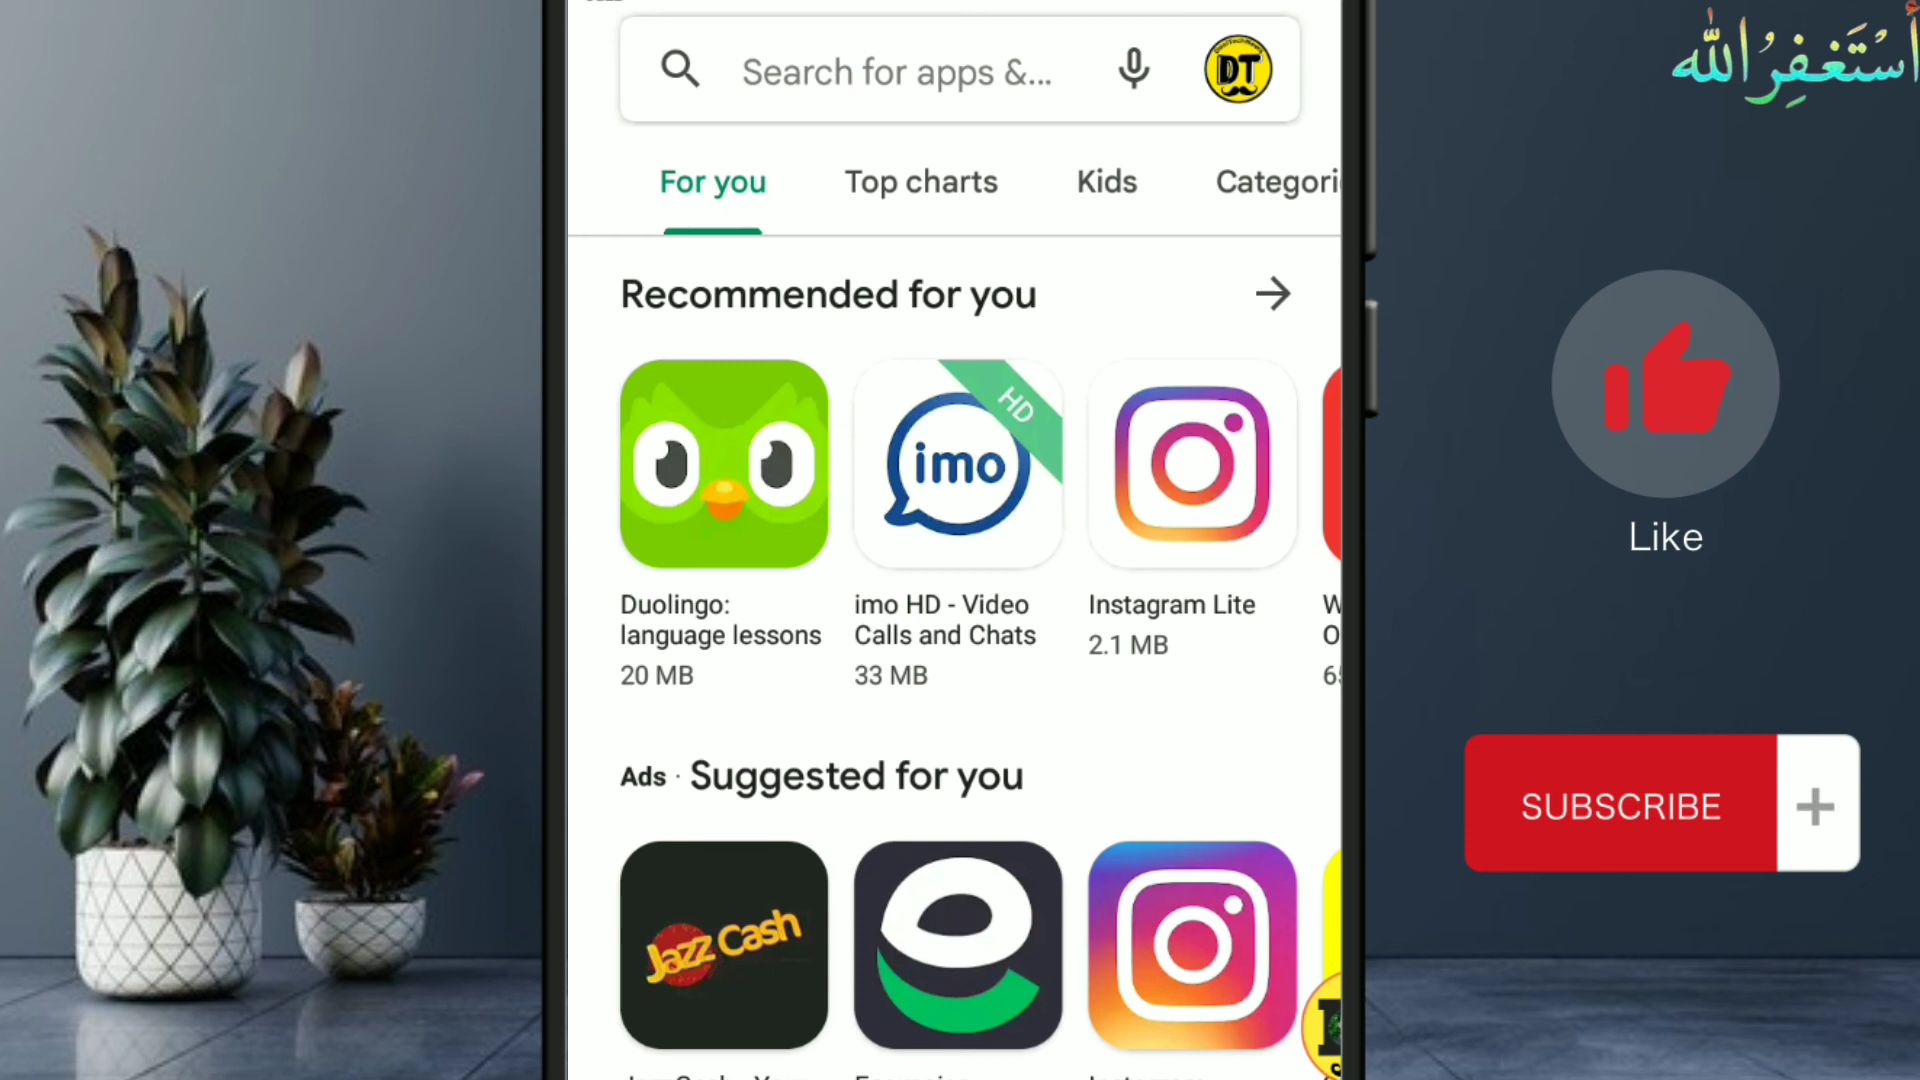 أَسْتَغفِرُ الله
Search for apps &...
DT
For you
Top charts
Kids
Categori
Recommended for you
HD
imo
Duolingo:
language lessons
20 MB
imo HD - Video
Calls and Chats
33 MB
Instagram Lite
2.1 MB
W
O
Ads · Suggested for you
Jazz Cash
Like
SUBSCRIBE